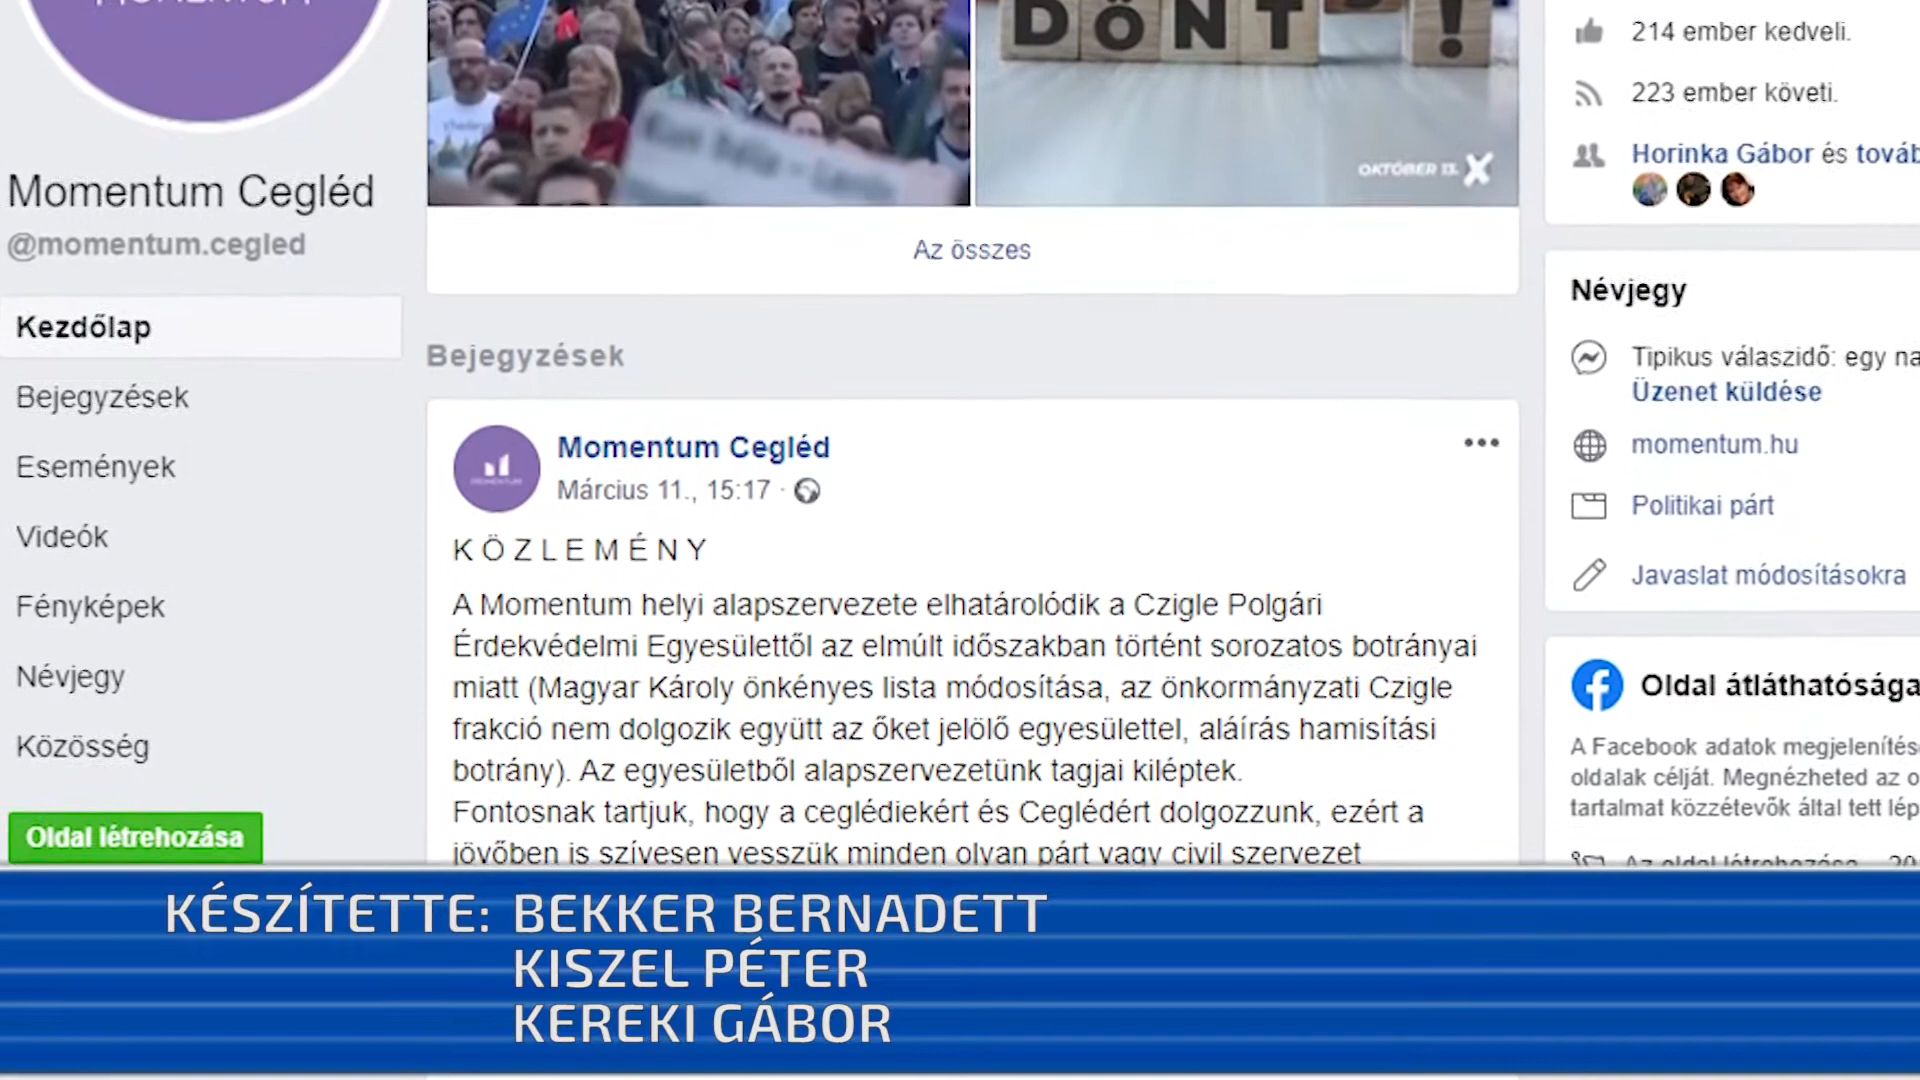 MOMENTUM
Momentum Cegléd
@momentum.cegled
Kezdőlap
Bejegyzések
Események
Videók
Fényképek
Névjegy
Közösség
Oldal létrehozása
DÖNT !
OKTÓBER 13.
Az összes
Bejegyzések
Momentum Cegléd
Március 11., 15:17 ·
K Ö Z L E M É N Y
A Momentum helyi alapszervezete elhatárolódik a Czigle Polgári
Érdekvédelmi Egyesülettől az elmúlt időszakban történt sorozatos botrányai
miatt (Magyar Károly önkényes lista módosítása, az önkormányzati Czigle
frakció nem dolgozik együtt az őket jelölő egyesülettel, aláírás hamisítási
botrány). Az egyesületből alapszervezetünk tagjai kiléptek.
Fontosnak tartjuk, hogy a ceglédiekért és Ceglédért dolgozzunk, ezért a
jövőben is szívesen vesszük minden olyan párt vagy civil szervezet
214 ember kedveli.
223 ember követi.
Horinka Gábor és továb
Névjegy
Tipikus válaszidő: egy na
Üzenet küldése
momentum.hu
Politikai párt
Javaslat módosításokra
Oldal átláthatósága
A Facebook adatok megjelenítés
oldalak célját. Megnézheted az o
tartalmat közzétevők által tett lép
Az oldal létrehozása – 20
KÉSZÍTETTE: BEKKER BERNADETT
KISZEL PÉTER
KEREKI GÁBOR